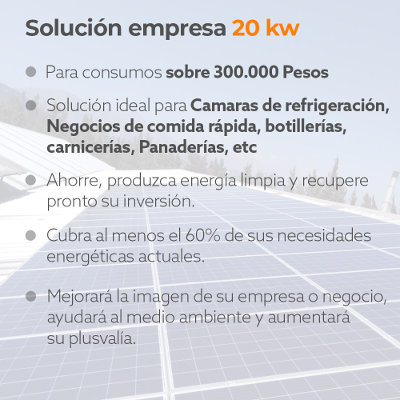 Solución empresa 20 kw
Para consumos sobre 300.000 Pesos
Solución ideal para Camaras de refrigeración,
Negocios de comida rápida, botillerías,
carnicerías, Panaderías, etc
Ahorre, produzca energía limpia y recupere
pronto su inversión.
Cubra al menos el 60% de sus necesidades
energéticas actuales.
Mejorará la imagen de su empresa o negocio,
ayudará al medio ambiente y aumentará
su plusvalía.